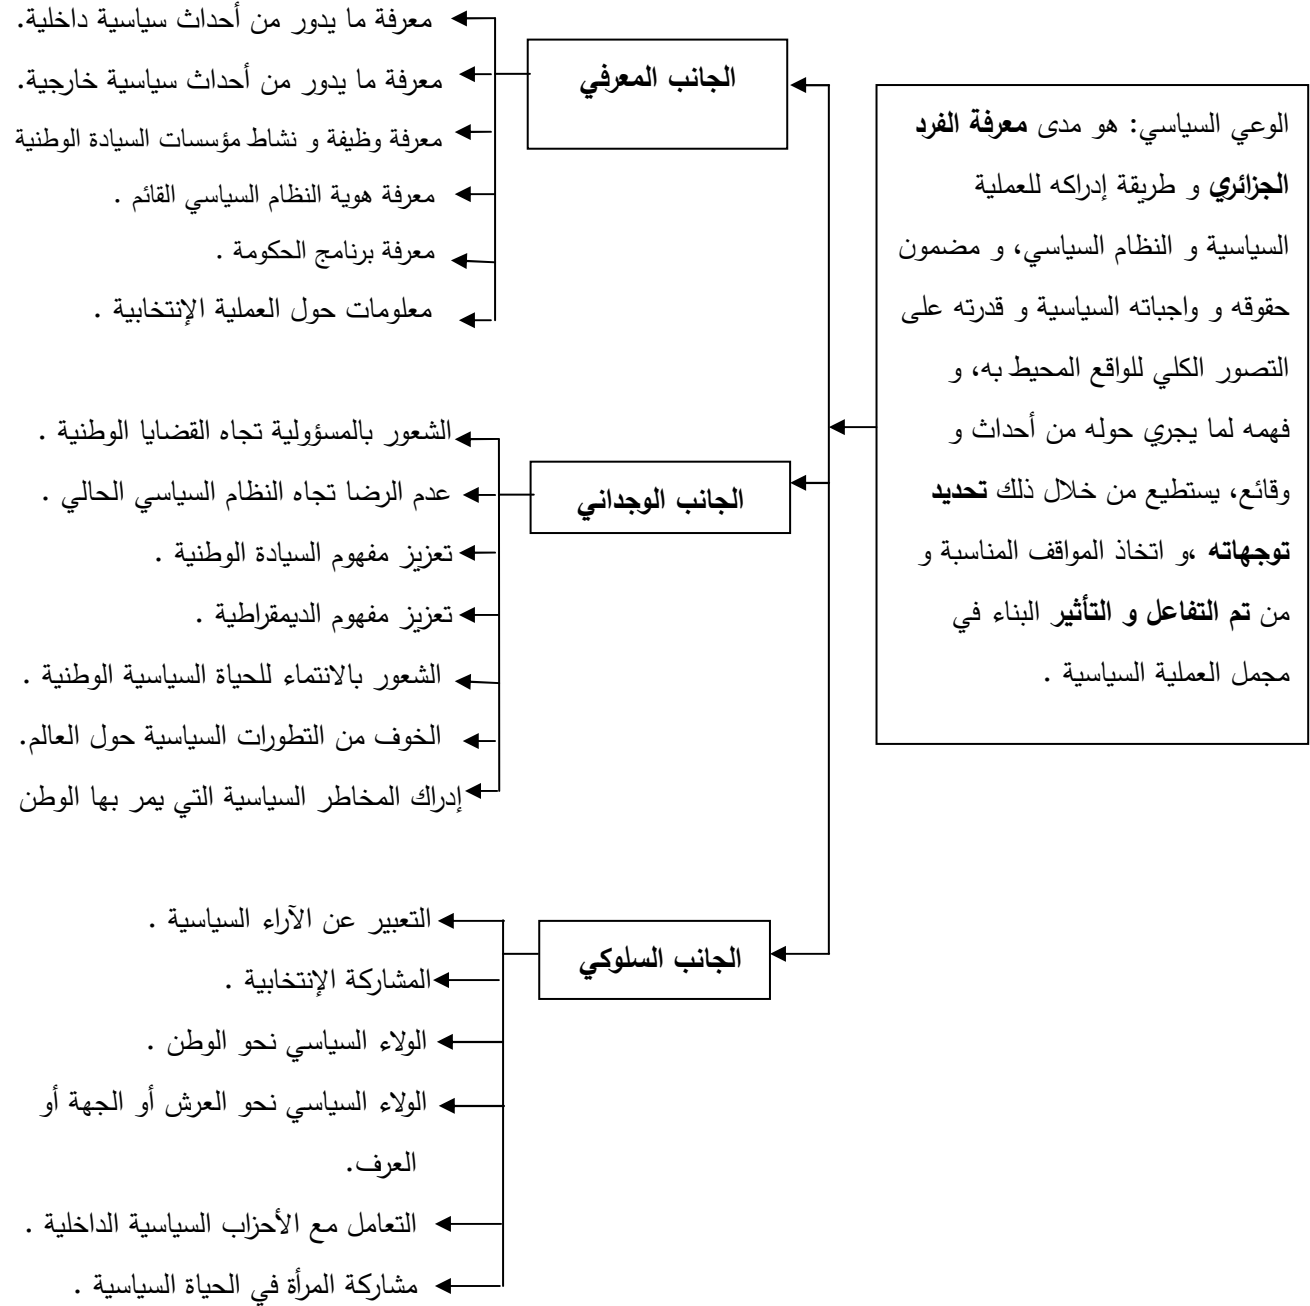 الوعي السياسي: هو مدى معرفة الفرد
الجزائري و طريقة إدراكه للعملية
السياسية و النظام السياسي، و مضمون
حقوقه و واجباته السياسية و قدرته على
التصور الكلي للواقع المحيط به، و
فهمه لما يجري حوله من أحداث و
وقائع، يستطيع من خلال ذلك تحديد
توجهاته ،و اتخاذ المواقف المناسبة و
من تم التفاعل و التأثير البناء في
مجمل العملية السياسية .
الجانب المعرفي
معرفة ما يدور من أحداث سياسية داخلية.
معرفة ما يدور من أحداث سياسية خارجية.
معرفة وظيفة و نشاط مؤسسات السيادة الوطنية
معرفة هوية النظام السياسي القائم .
معرفة برنامج الحكومة .
معلومات حول العملية الإنتخابية .
الجانب الوجداني
الشعور بالمسؤولية تجاه القضايا الوطنية .
عدم الرضا تجاه النظام السياسي الحالي .
تعزيز مفهوم السيادة الوطنية .
تعزيز مفهوم الديمقراطية .
الشعور بالانتماء للحياة السياسية الوطنية .
الخوف من التطورات السياسية حول العالم.
إدراك المخاطر السياسية التي يمر بها الوطن
الجانب السلوكي
التعبير عن الآراء السياسية .
المشاركة الإنتخابية .
الولاء السياسي نحو الوطن .
الولاء السياسي نحو العرش أو الجهة أو
العرف.
التعامل مع الأحزاب السياسية الداخلية .
مشاركة المرأة في الحياة السياسية .